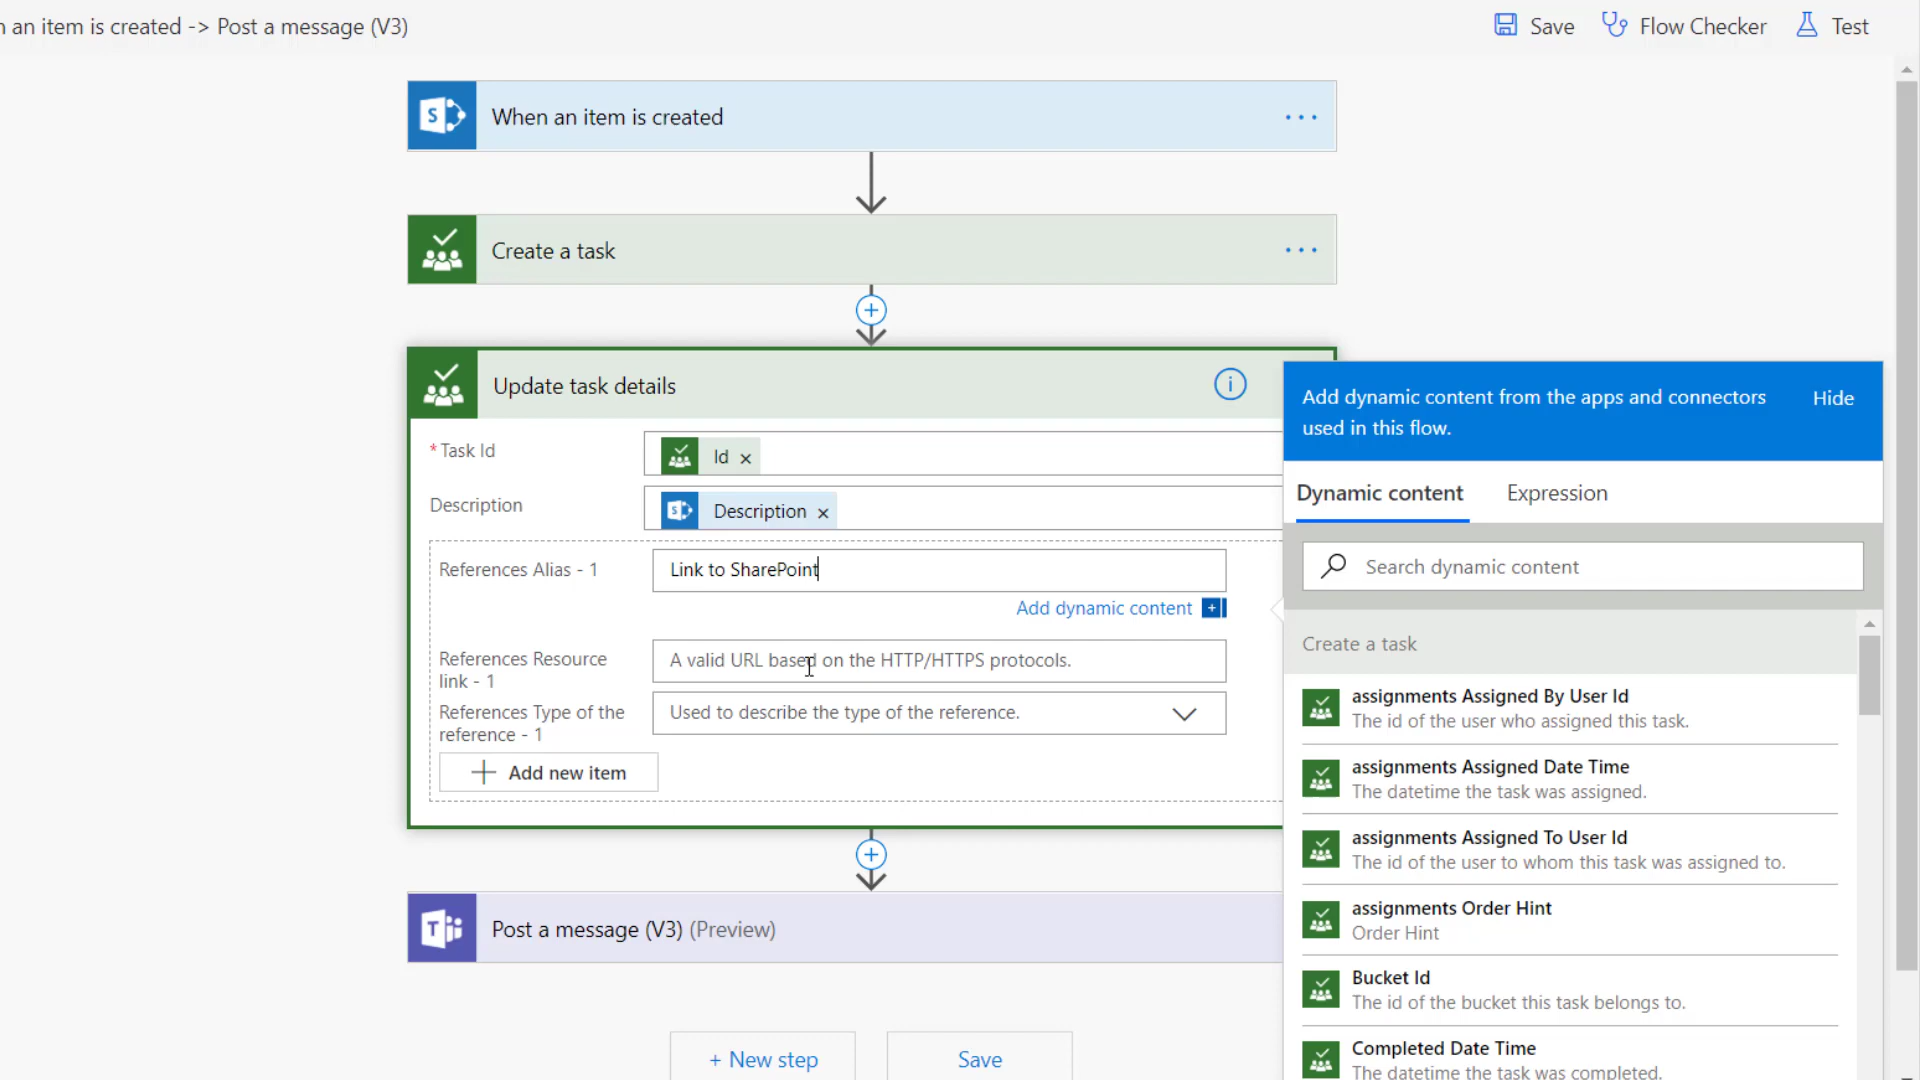 n an item is created -> Post a message (V3)
Save
Flow Checker
Test
When an item is created
Create a task
Update task details
* Task Id
Id ×
Description
Description ×
References Alias - 1
Link to SharePoint
Add dynamic content
References Resource
link - 1
A valid URL based on the HTTP/HTTPS protocols.
References Type of the
reference - 1
Used to describe the type of the reference.
Add new item
Post a message (V3) (Preview)
+ New step
Save
Add dynamic content from the apps and connectors
used in this flow.
Hide
Dynamic content
Expression
Search dynamic content
Create a task
assignments Assigned By User Id
The id of the user who assigned this task.
assignments Assigned Date Time
The datetime the task was assigned.
assignments Assigned To User Id
The id of the user to whom this task was assigned to.
assignments Order Hint
Order Hint
Bucket Id
The id of the bucket this task belongs to.
Completed Date Time
The datetime the task was completed.